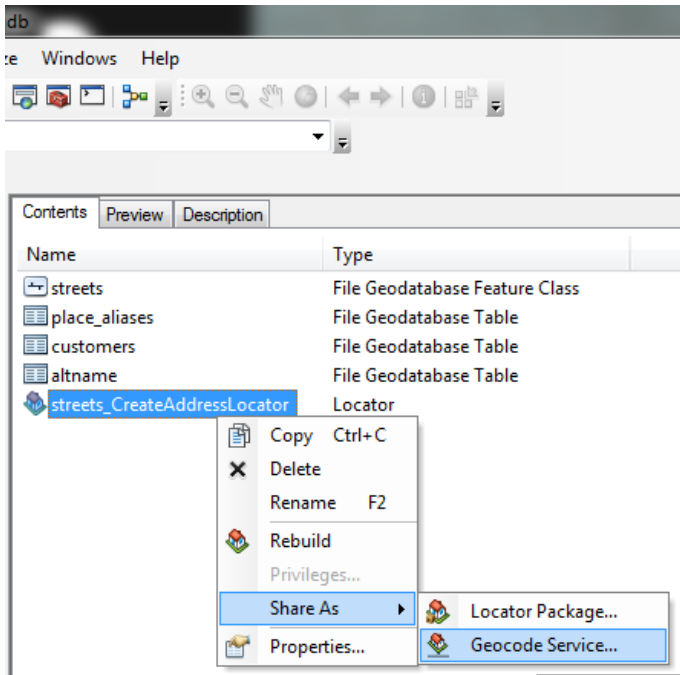 db
ze Windows Help
Contents Preview Description
Name Type
streets File Geodatabase Feature Class
place_aliases File Geodatabase Table
customers File Geodatabase Table
altname File Geodatabase Table
streets_CreateAddressLocator Locator
Copy Ctrl+C
Delete
Rename F2
Rebuild
Privileges...
Share As Locator Package...
Properties... Geocode Service...